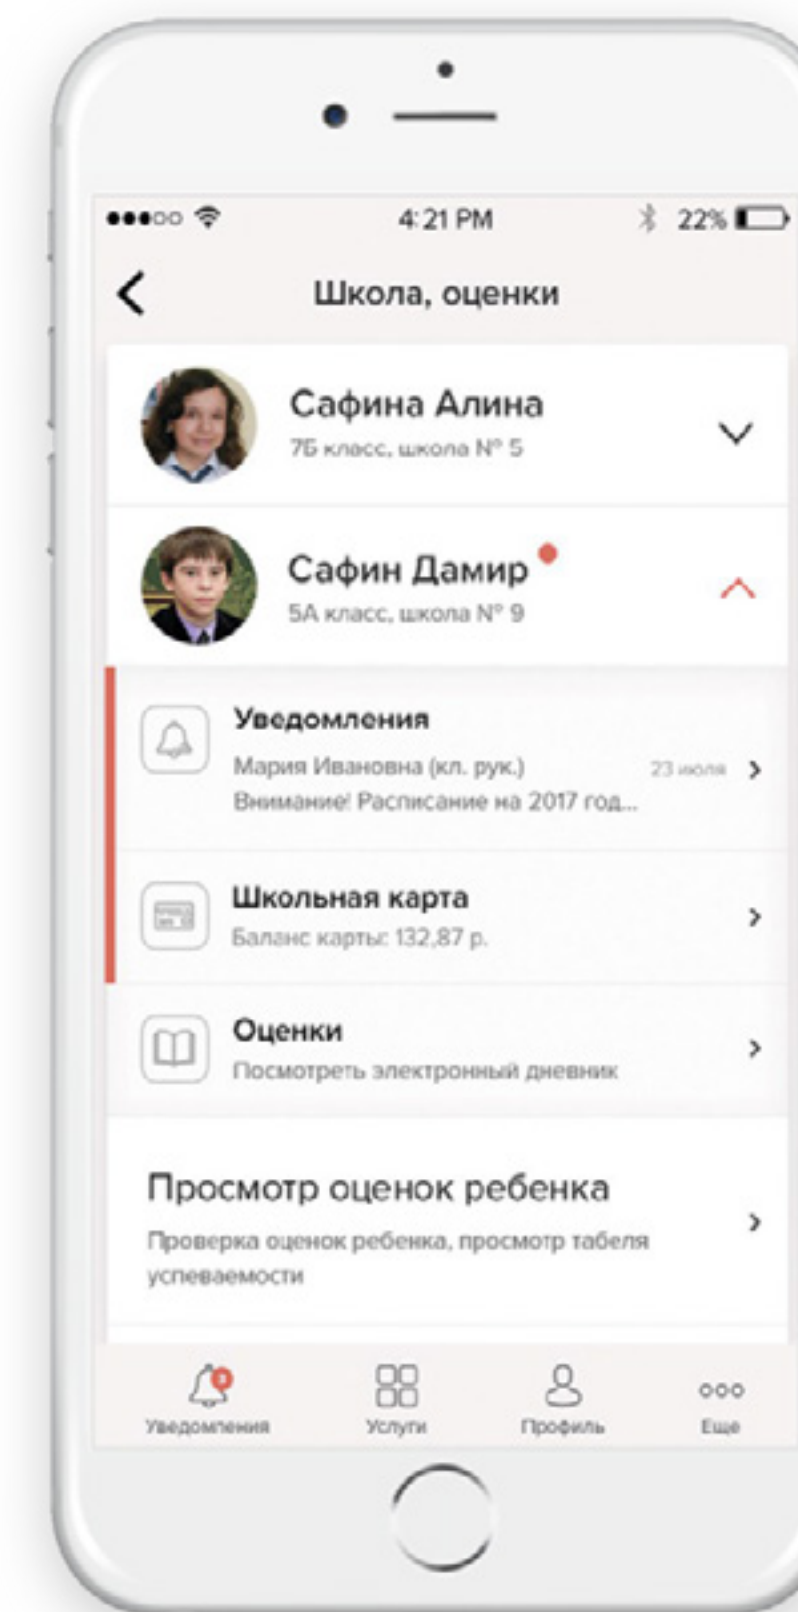 4:21 PM
22%
Школа, оценки
Сафина Алина
7Б класс, школа № 5
Сафин Дамир
5А класс, школа № 9
Уведомления
Мария Ивановна (кл. рук.)
23 июля
Внимание! Расписание на 2017 год...
Школьная карта
Баланс карты: 132,87 р.
Оценки
Посмотреть электронный дневник
Просмотр оценок ребенка
Проверка оценок ребенка, просмотр табеля
успеваемости
Уведомления
Услуги
Профиль
Еще